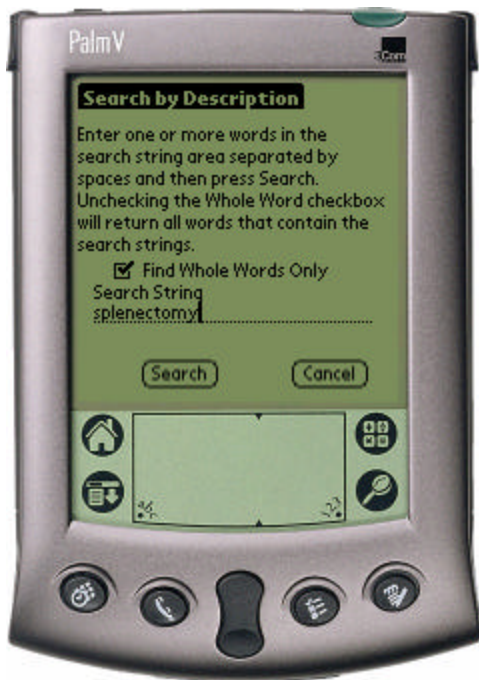 Palm V
3Com
Search by Description
Enter one or more words in the
search string area separated by
spaces and then press Search.
Unchecking the Whole Word checkbox
will return all words that contain the
search strings.
Find Whole Words Only
Search String
splenectomy
Search Cancel